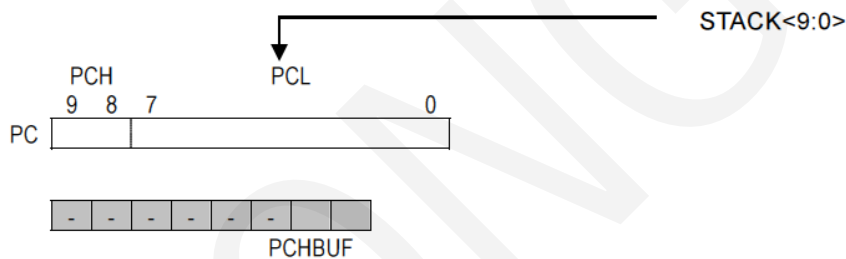 STACK<9:0>
PCH PCL
9 8 7 0
PC
- - - - - -
PCHBUF